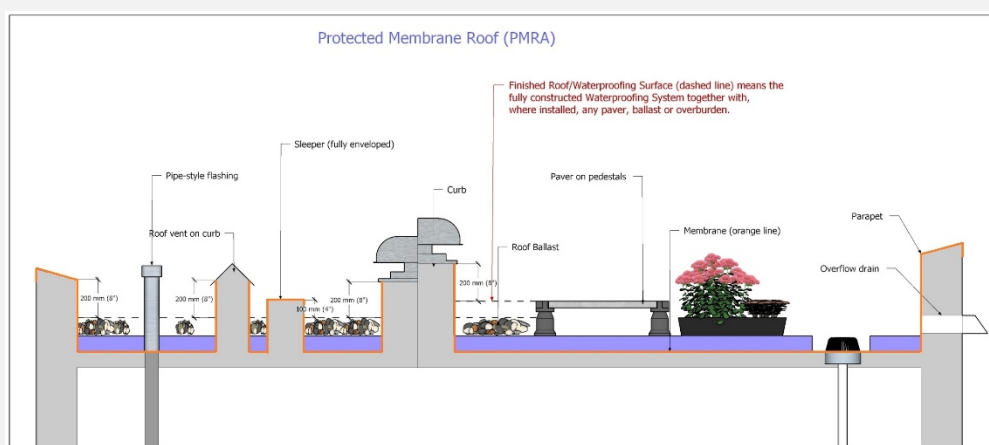 Protected Membrane Roof (PMRA)
Finished Roof/Waterproofing Surface (dashed line) means the
fully constructed Waterproofing System together with,
where installed, any paver, ballast or overburden.
Sleeper (fully enveloped)
Pipe-style flashing
Curb
Paver on pedestals
Parapet
Roof vent on curb
Roof Ballast
Membrane (orange line)
Overflow drain
200 mm (8")
200 mm (8")
200 mm (8")
200 mm (8")
100 mm (4")